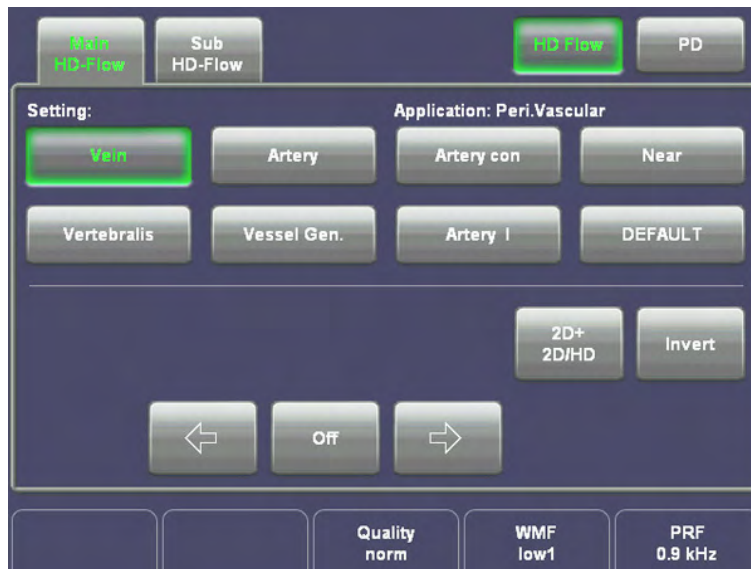 Main
HD-Flow
Sub
HD-Flow
HD Flow
PD
Setting:
Application: Peri.Vascular
Vein
Artery
Artery con
Near
Vertebralis
Vessel Gen.
Artery I
DEFAULT
2D+
2D/HD
Invert
Off
Quality
norm
WMF
low1
PRF
0.9 kHz